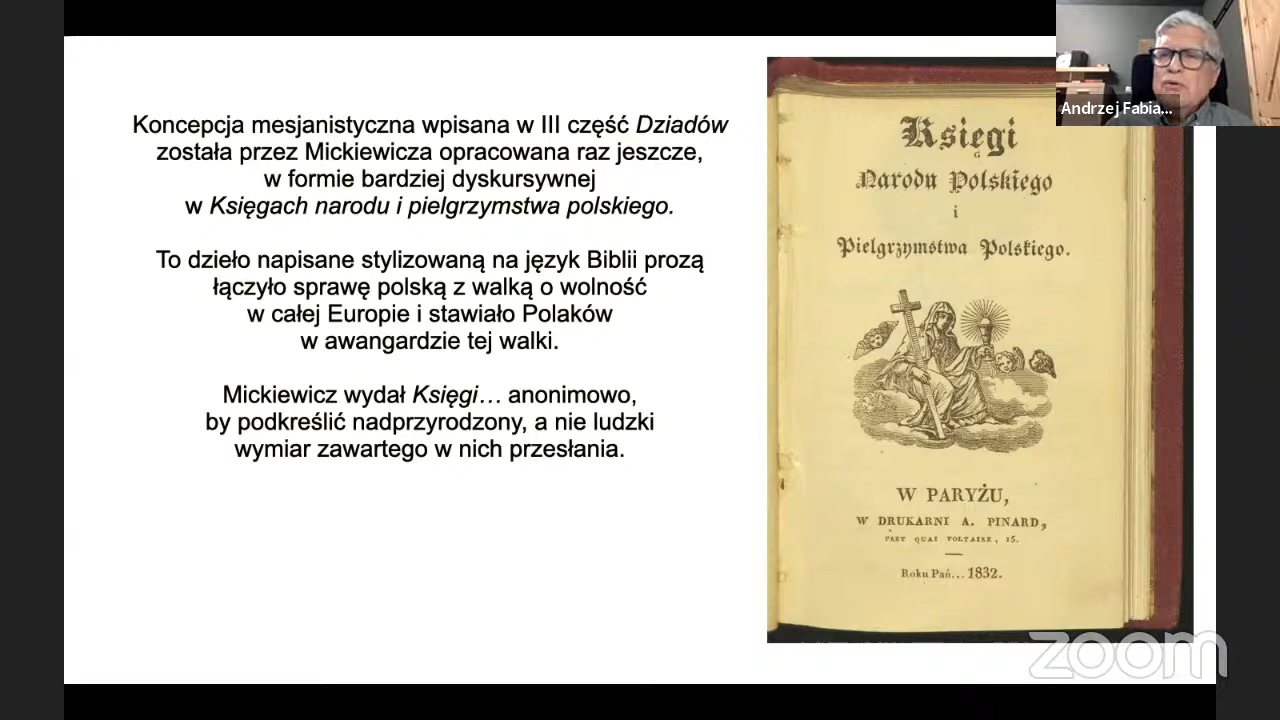 Koncepcja mesjanistyczna wpisana w III część Dziadów
została przez Mickiewicza opracowana raz jeszcze,
w formie bardziej dyskursywnej
w Księgach narodu i pielgrzymstwa polskiego.
To dzieło napisane stylizowaną na język Biblii prozą
łączyło sprawę polską z walką o wolność
w całej Europie i stawiało Polaków
w awangardzie tej walki.
Mickiewicz wydał Księgi… anonimowo,
by podkreślić nadprzyrodzony, a nie ludzki
wymiar zawartego w nich przesłania.
Księgi
Narodu Polskiego
i
Pielgrzymstwa Polskiego.
W PARYŻU,
W DRUKARNI A. PINARD,
PRZY QUAI VOLTAIRE, 15.
Roku Pań... 1832.
Andrzej Fabia...
zoom